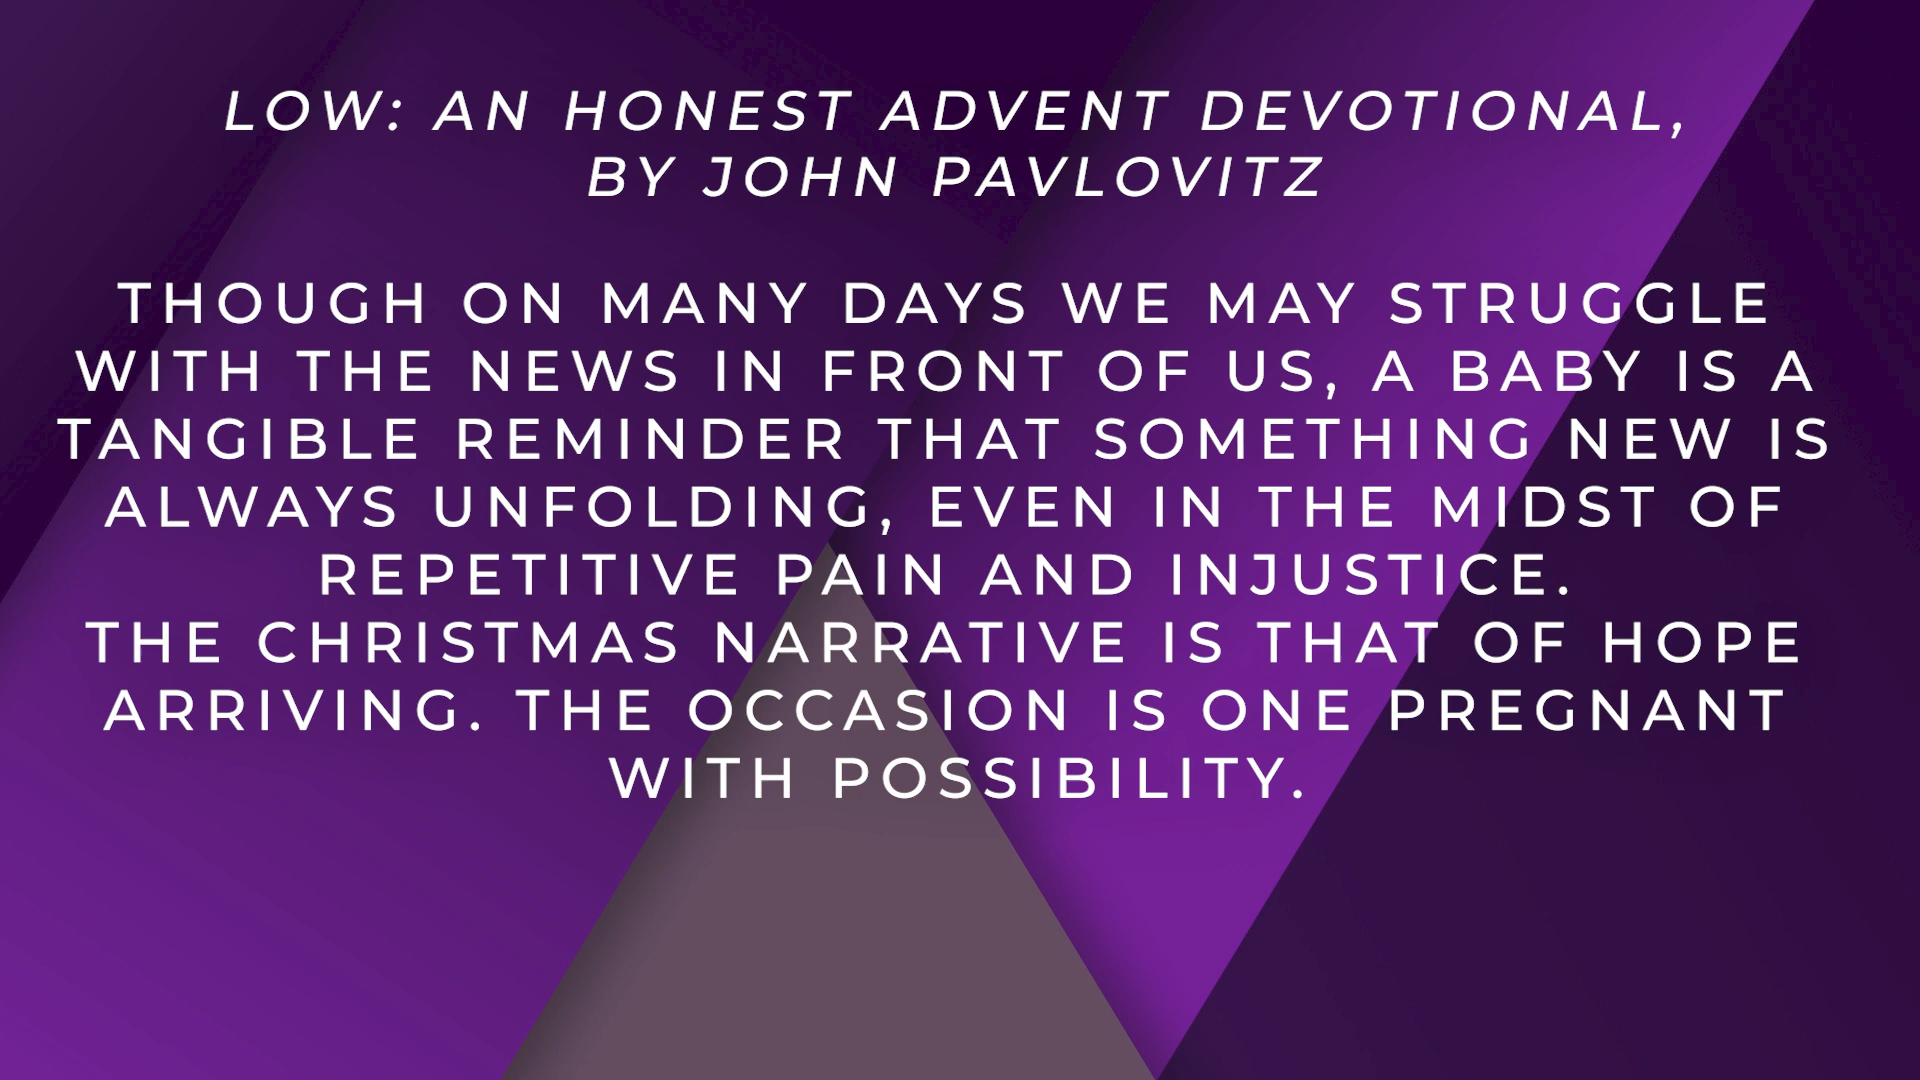 LOW: AN HONEST ADVENT DEVOTIONAL,
BY JOHN PAVLOVITZ
THOUGH ON MANY DAYS WE MAY STRUGGLE
WITH THE NEWS IN FRONT OF US, A BABY IS A
TANGIBLE REMINDER THAT SOMETHING NEW IS
ALWAYS UNFOLDING, EVEN IN THE MIDST OF
REPETITIVE PAIN AND INJUSTICE.
THE CHRISTMAS NARRATIVE IS THAT OF HOPE
ARRIVING. THE OCCASION IS ONE PREGNANT
WITH POSSIBILITY.